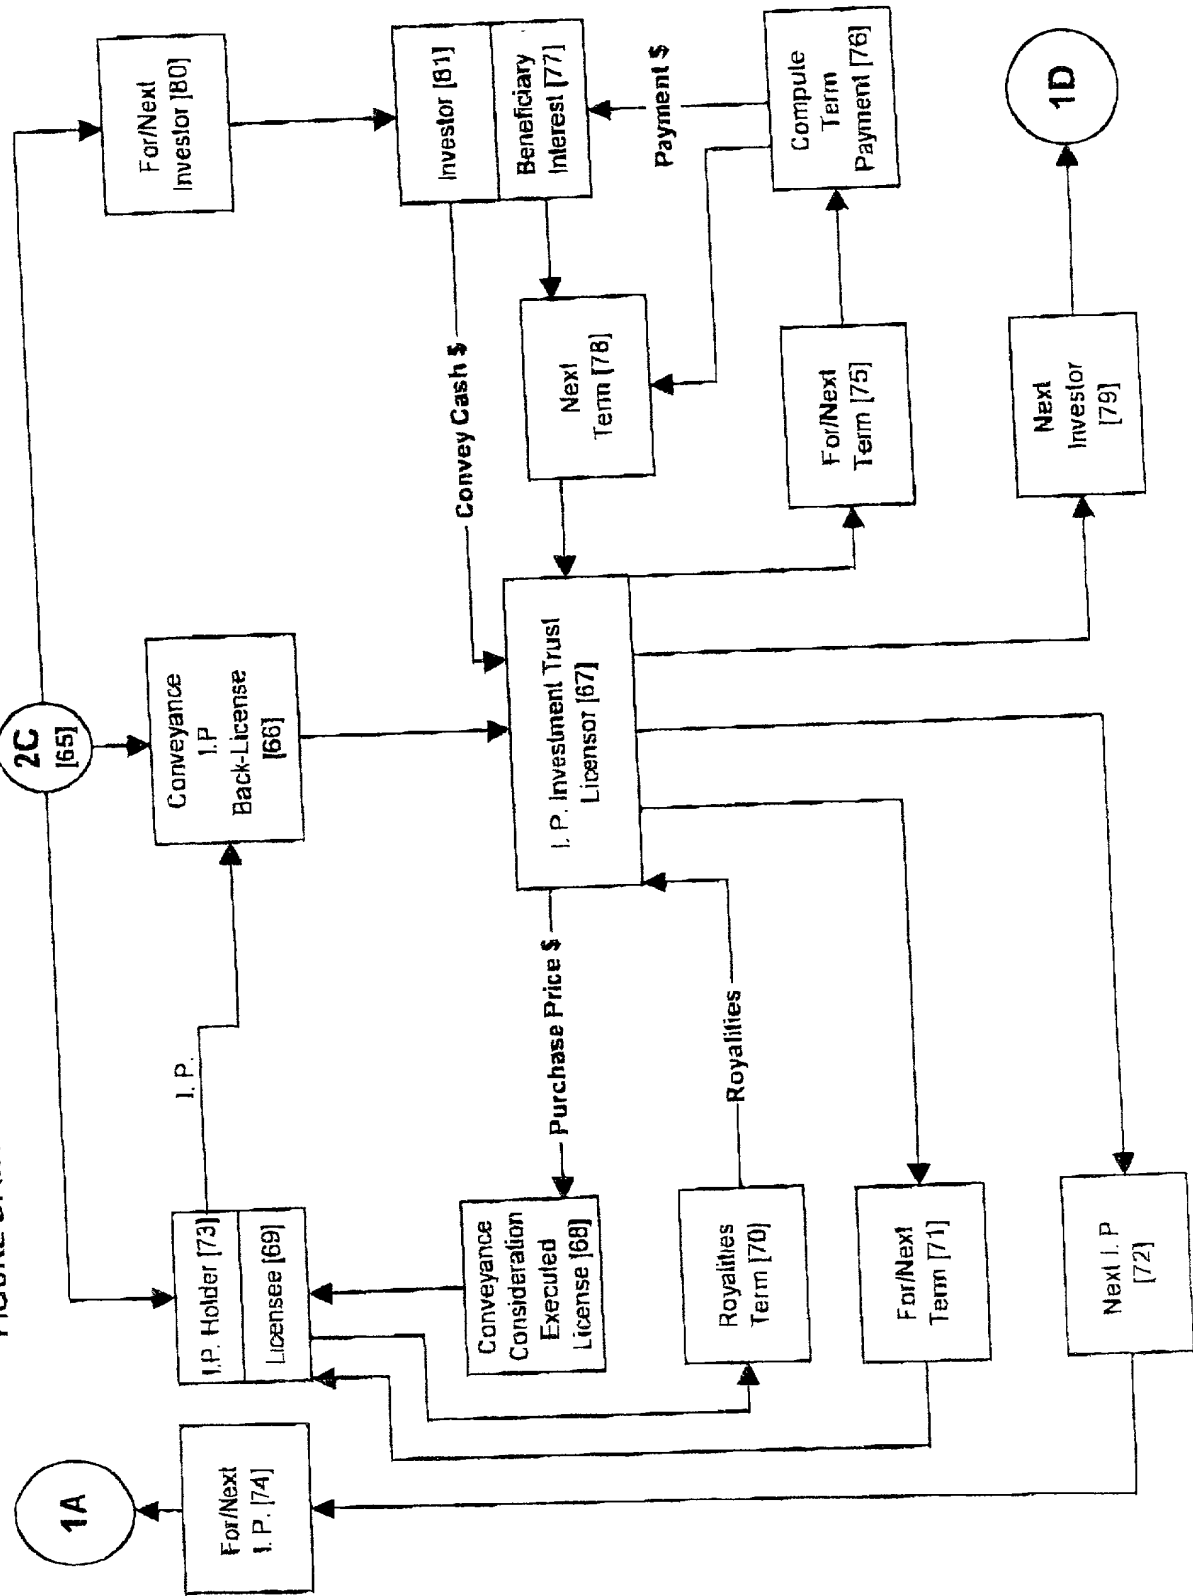 1A
For/Next
I.P. [74]
I.P. Holder [73]
Licensee [69]
I.P.
2C
[65]
Conveyance
I.P
Back-License
[66]
For/Next
Investor [80]
Conveyance
Consideration
Executed
License [68]
Purchase Price $
I.P. Investment Trust
Licensor [67]
Convey Cash $
Investor [81]
Beneficiary
Interest [77]
Next
Term [78]
Payment $
Royalities
Term [70]
Royalities
For/Next
Term [75]
Compute
Term
Payment [76]
For/Next
Term [71]
Next I.P
[72]
Next
Investor
[79]
1D